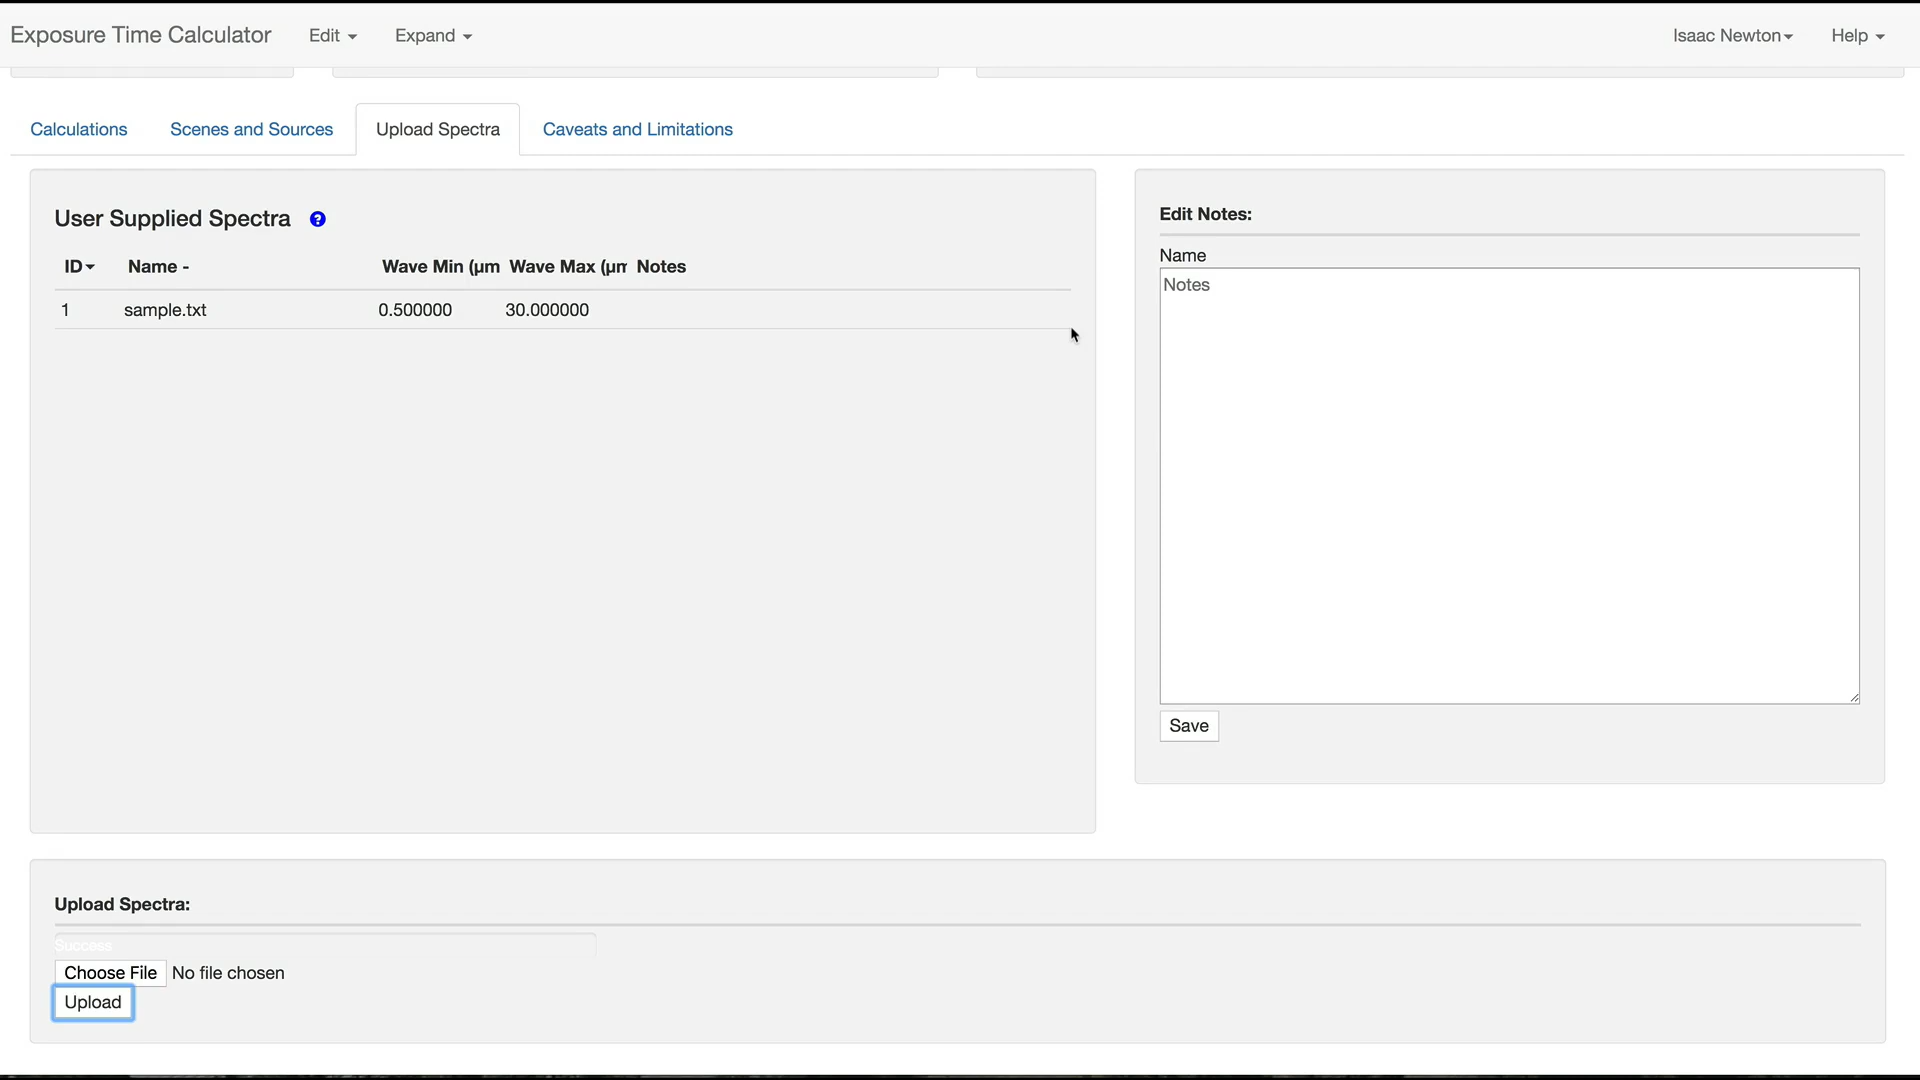 Exposure Time Calculator Edit Expand Isaac Newton Help
Calculations Scenes and Sources Upload Spectra Caveats and Limitations
User Supplied Spectra ?
ID Name - Wave Min (μm Wave Max (μm Notes
1 sample.txt 0.500000 30.000000
Edit Notes:
Name
Notes
Save
Upload Spectra:
Success
Choose File No file chosen
Upload